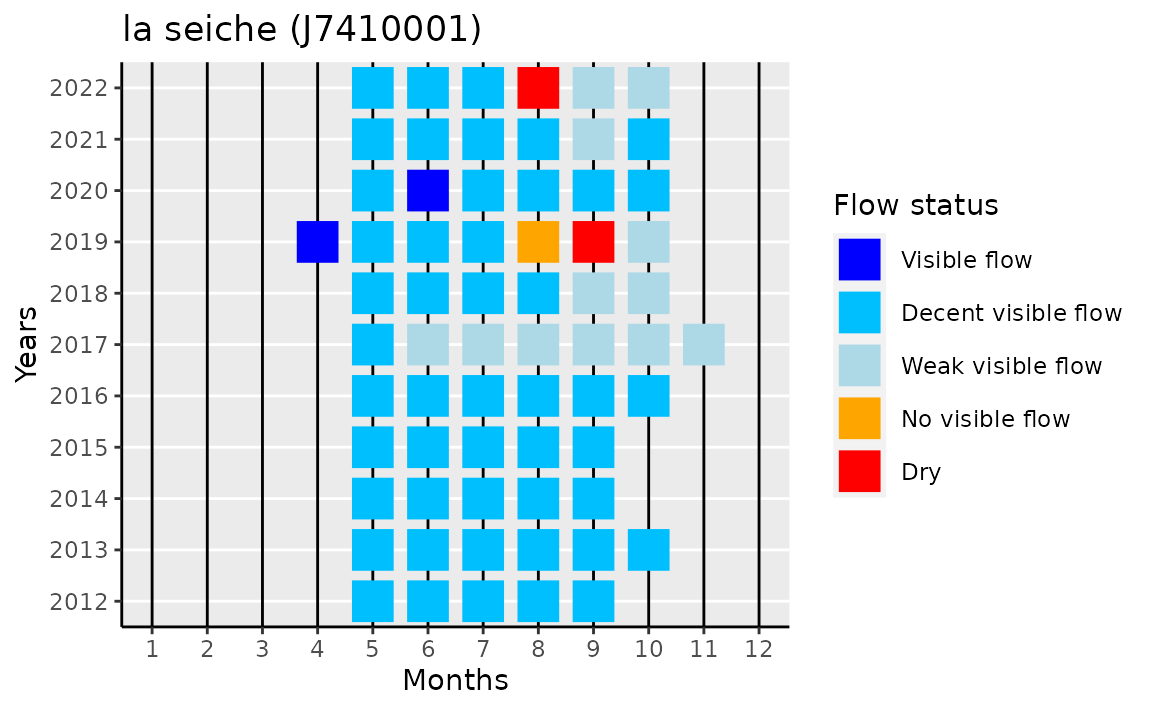 la seiche (J7410001)
Years
2022
2021
2020
2019
2018
2017
2016
2015
2014
2013
2012
1 2 3 4 5 6 7 8 9 10 11 12
Months
Flow status
Visible flow
Decent visible flow
Weak visible flow
No visible flow
Dry